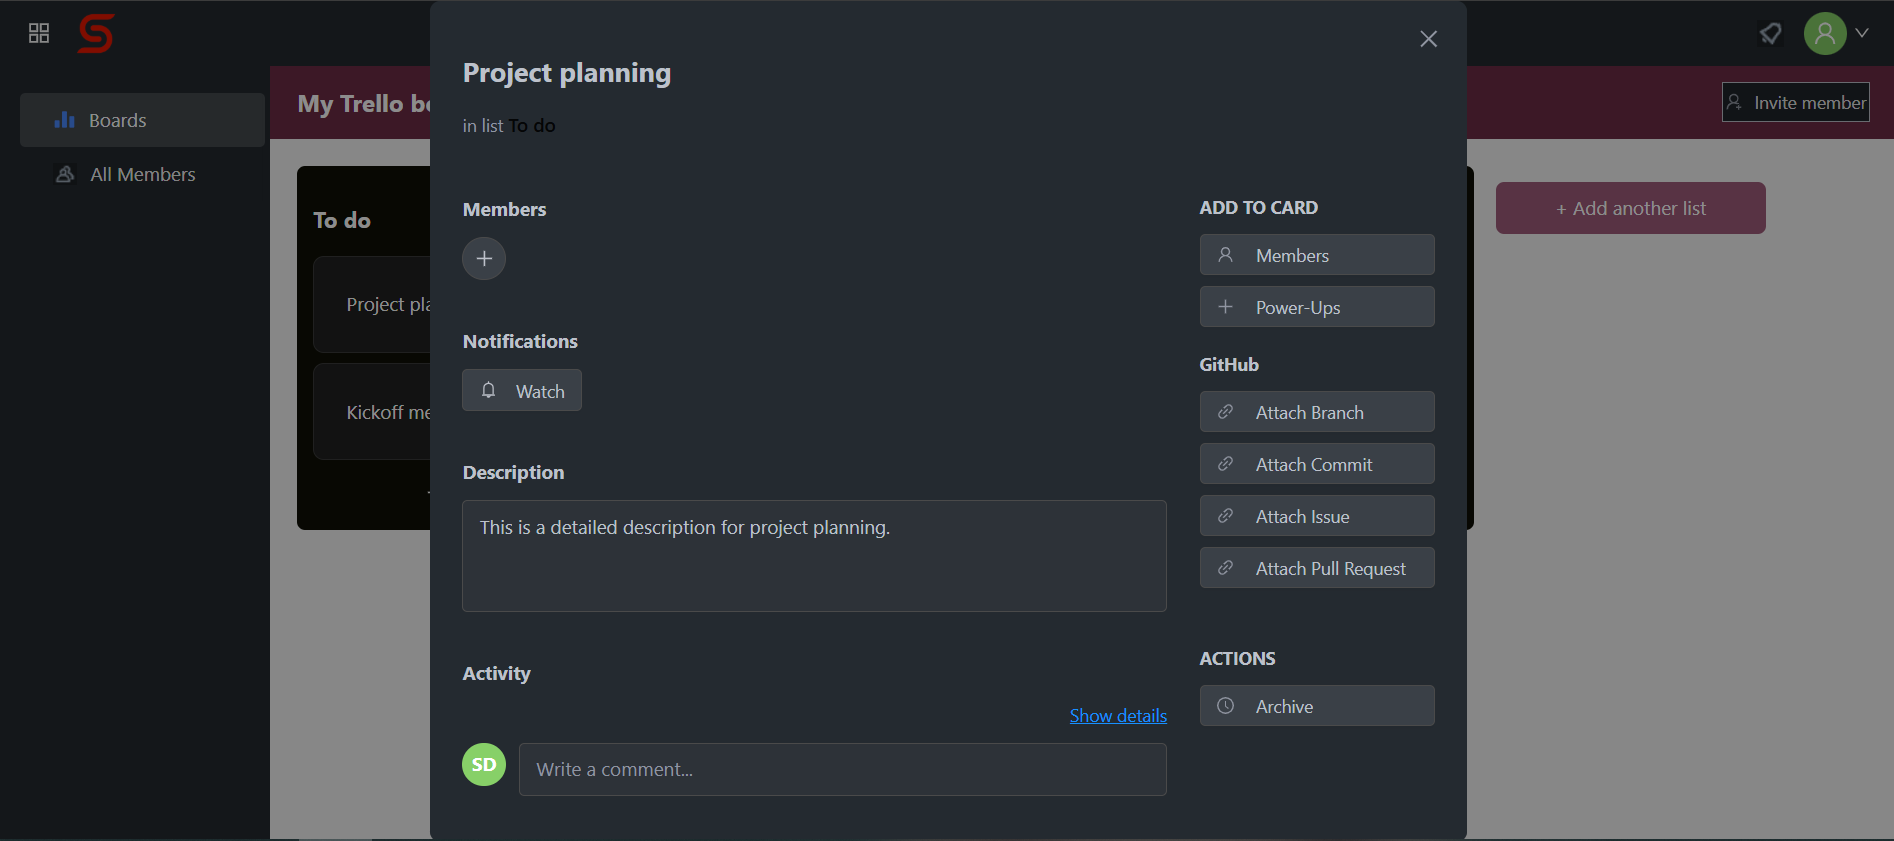 My Trello b
Invite member
Boards
All Members
To do
Project pla
Kickoff me
+ Add another list
Project planning
in list To do
Members
Notifications
Watch
Description
This is a detailed description for project planning.
Activity
Show details
SD
Write a comment...
ADD TO CARD
Members
Power-Ups
GitHub
Attach Branch
Attach Commit
Attach Issue
Attach Pull Request
ACTIONS
Archive